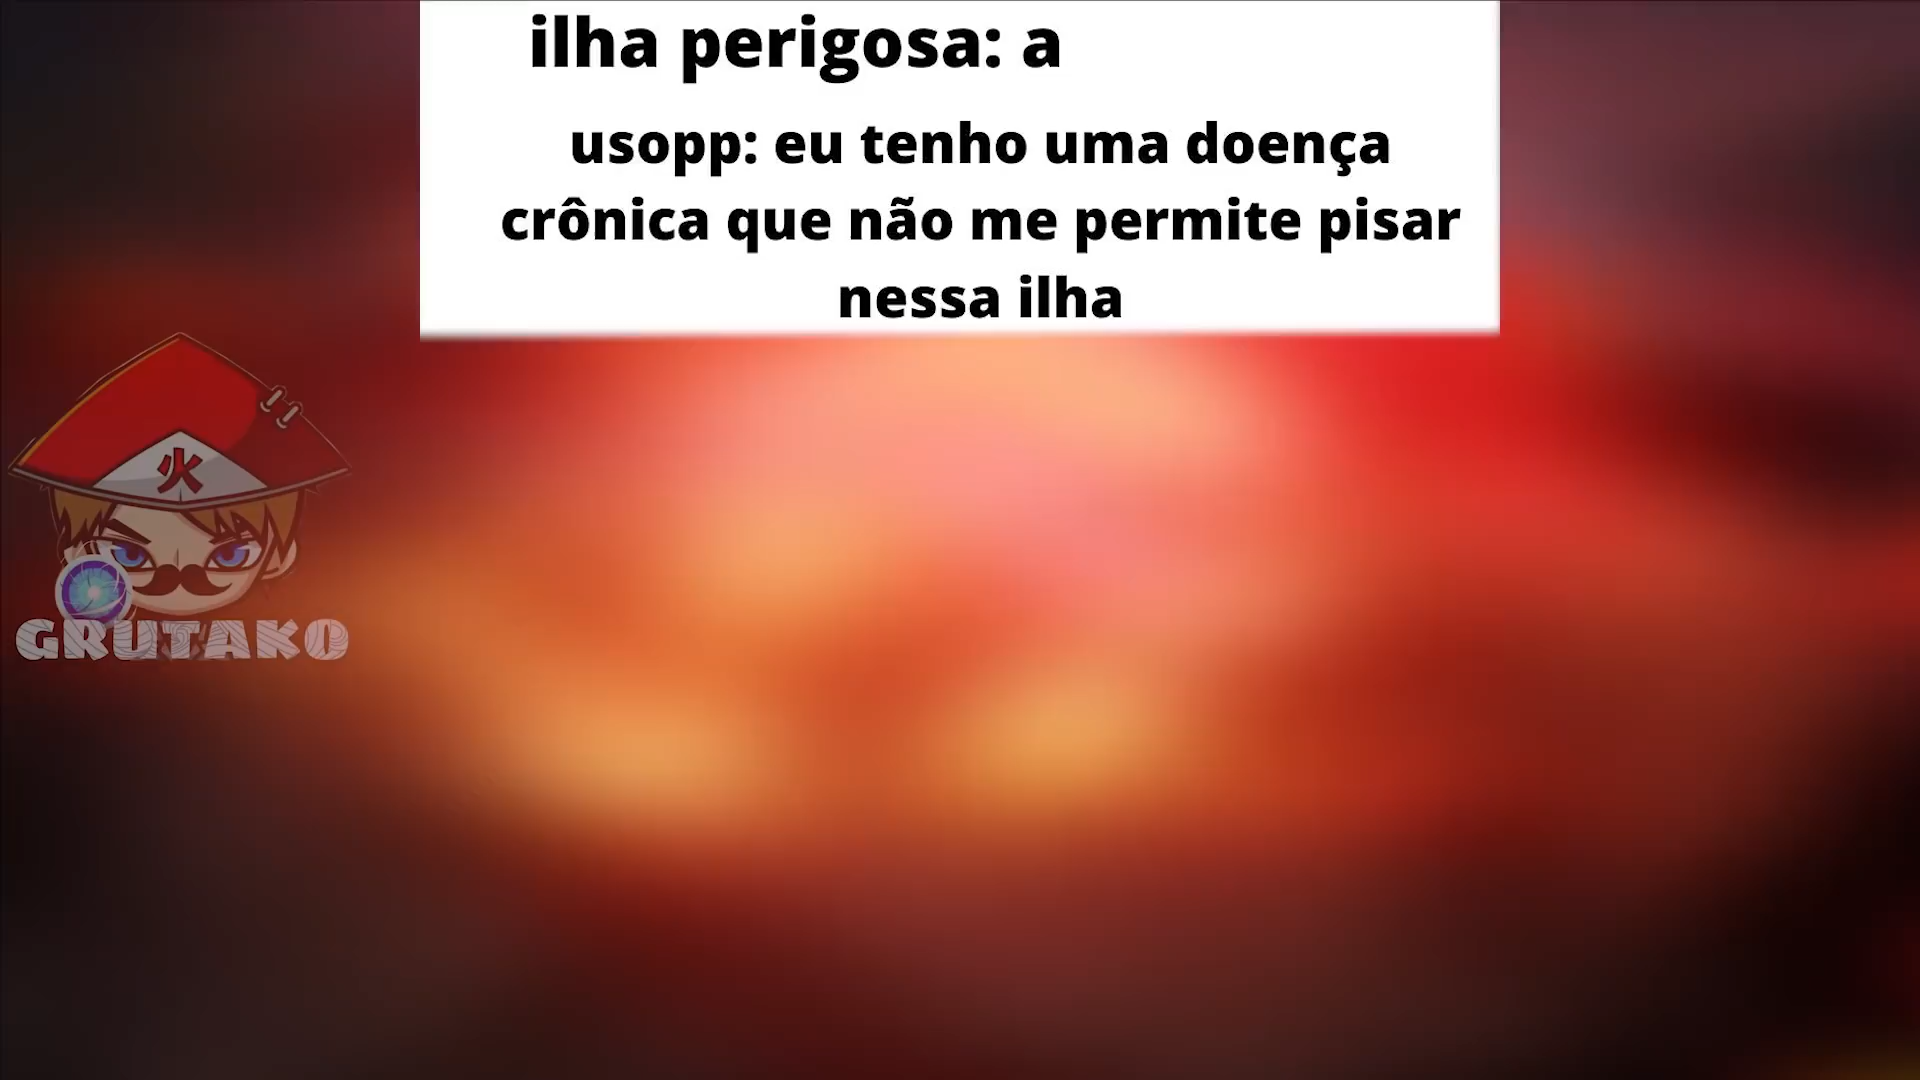 ilha perigosa: a
usopp: eu tenho uma doença
crônica que não me permite pisar
nessa ilha
火
GRUTAKO